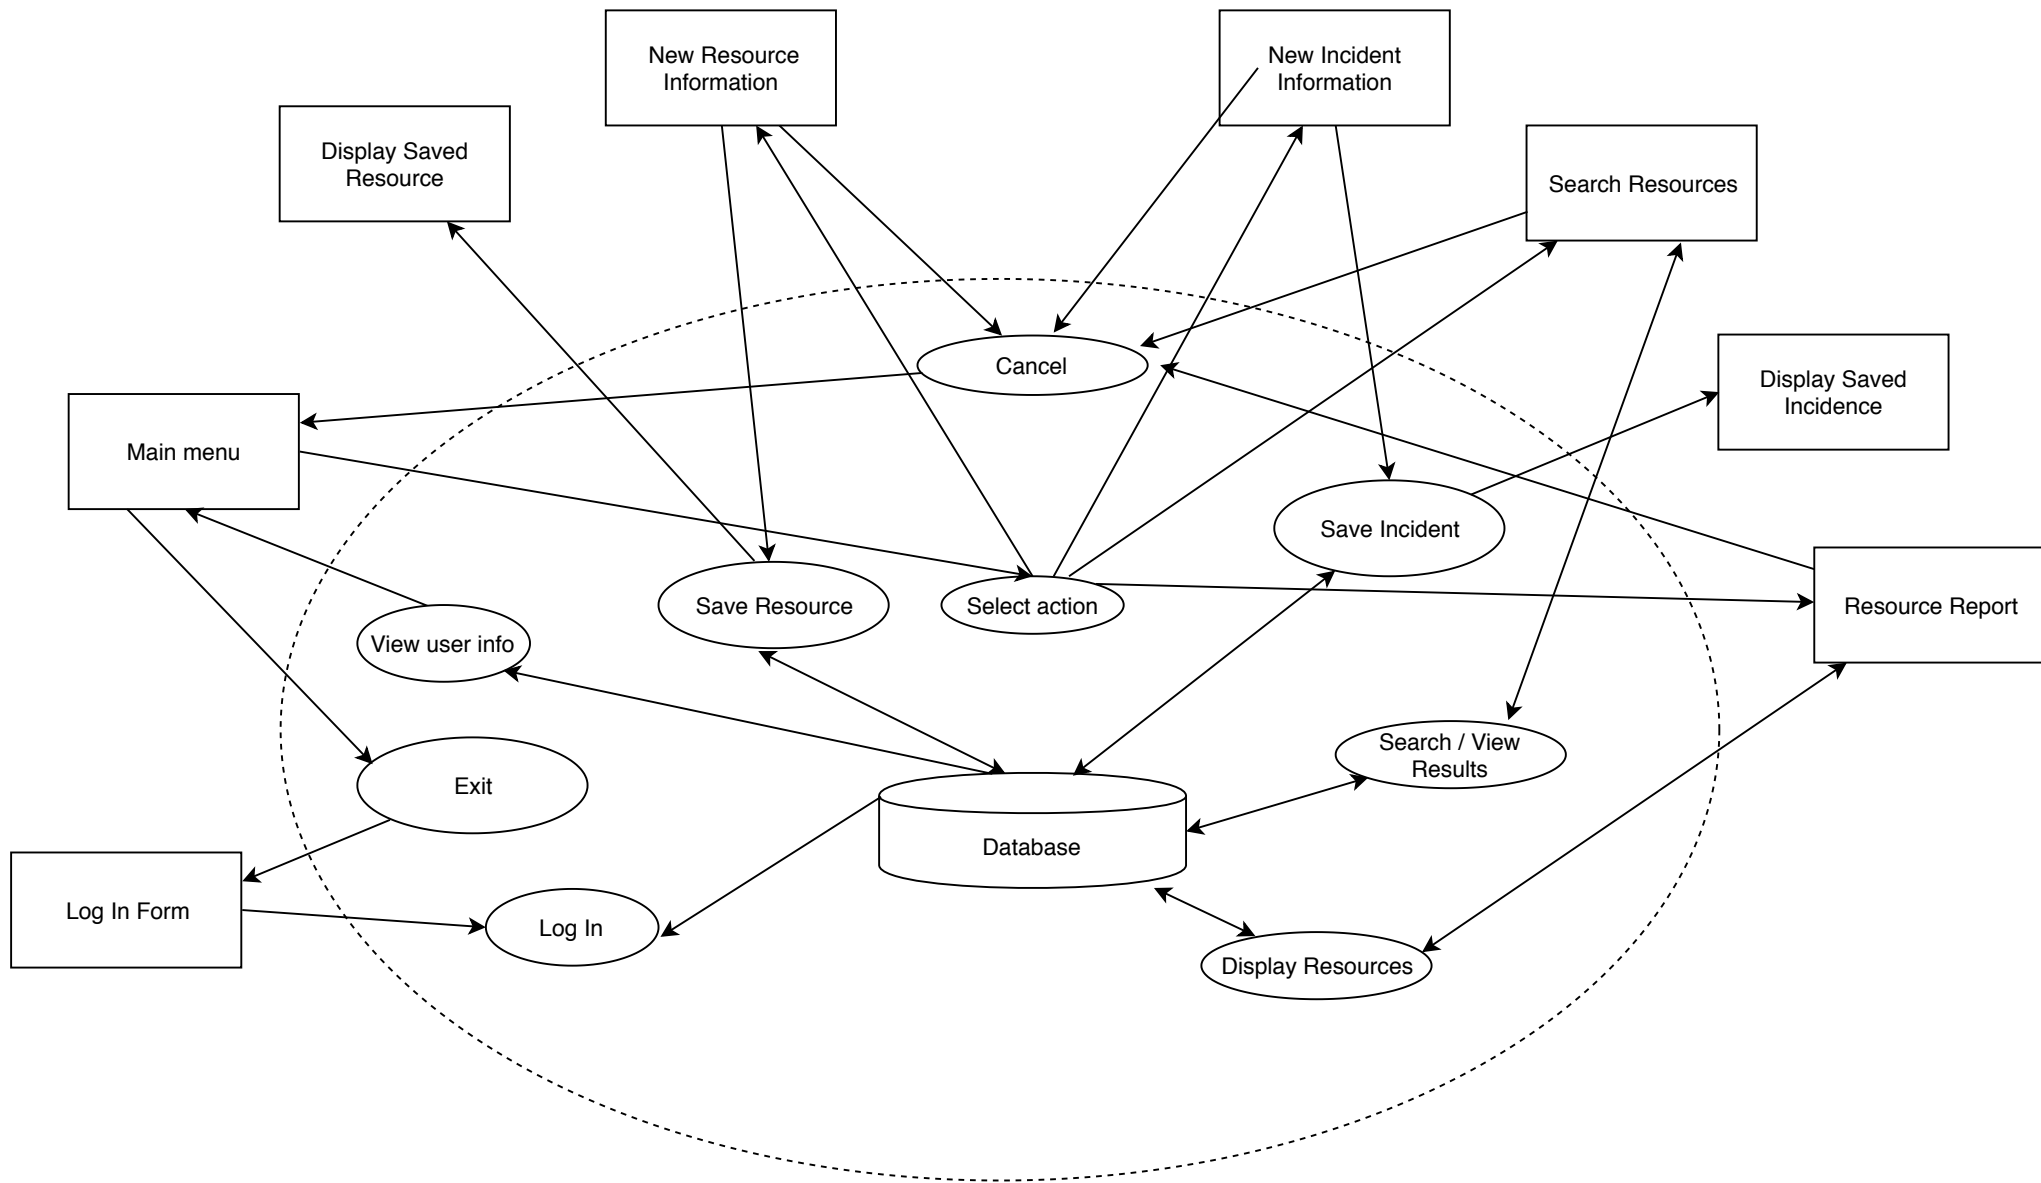 New Resource
Information
New Incident
Information
Display Saved
Resource
Search Resources
Cancel
Display Saved
Incidence
Main menu
Save Incident
Save Resource
Select action
Resource Report
View user info
Search / View
Results
Exit
Database
Log In Form
Log In
Display Resources